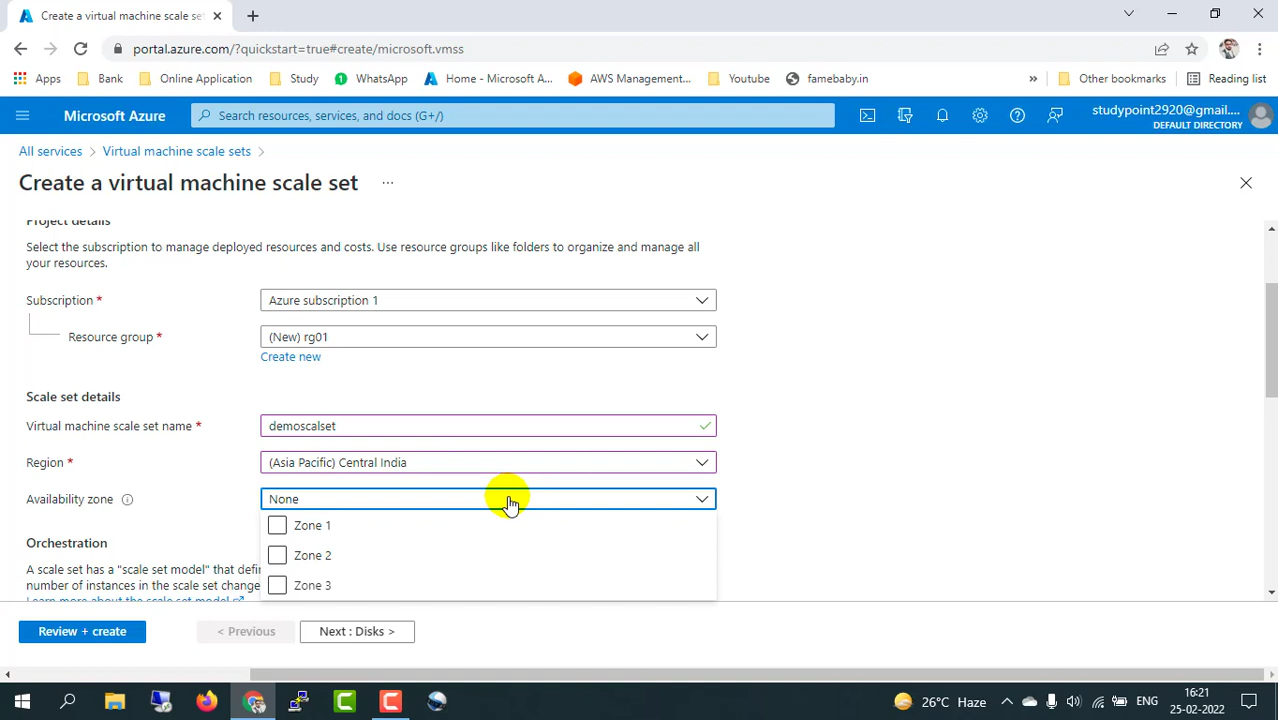 Create a virtual machine scale se
portal.azure.com/?quickstart=true#create/microsoft.vmss
Apps
Bank
Online Application
Study
WhatsApp
Home - Microsoft A...
AWS Management...
Youtube
famebaby.in
»
Other bookmarks
Reading list
Microsoft Azure
Search resources, services, and docs (G+/)
studypoint2920@gmail....
DEFAULT DIRECTORY
All services > Virtual machine scale sets >
Create a virtual machine scale set ...
Project details
Select the subscription to manage deployed resources and costs. Use resource groups like folders to organize and manage all
your resources.
Subscription *
Azure subscription 1
Resource group *
(New) rg01
Create new
Scale set details
Virtual machine scale set name *
demoscalset
Region *
(Asia Pacific) Central India
Availability zone
None
Zone 1
Zone 2
Zone 3
Orchestration
A scale set has a "scale set model" that defi
number of instances in the scale set change
Learn more about the scale set model
Review + create
< Previous
Next : Disks >
26°C Haze
ENG
16:21
25-02-2022